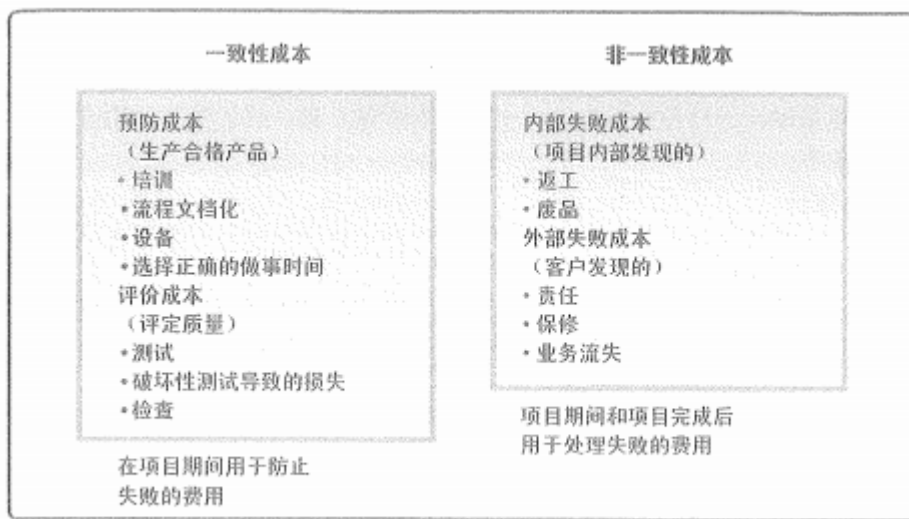 一致性成本
预防成本
（生产合格产品）
• 培训
• 流程文档化
• 设备
• 选择正确的做事时间
评价成本
（评定质量）
• 测试
• 破坏性测试导致的损失
• 检查
在项目期间用于防止
失败的费用
非一致性成本
内部失败成本
（项目内部发现的）
• 返工
• 废品
外部失败成本
（客户发现的）
• 责任
• 保修
• 业务流失
项目期间和项目完成后
用于处理失败的费用